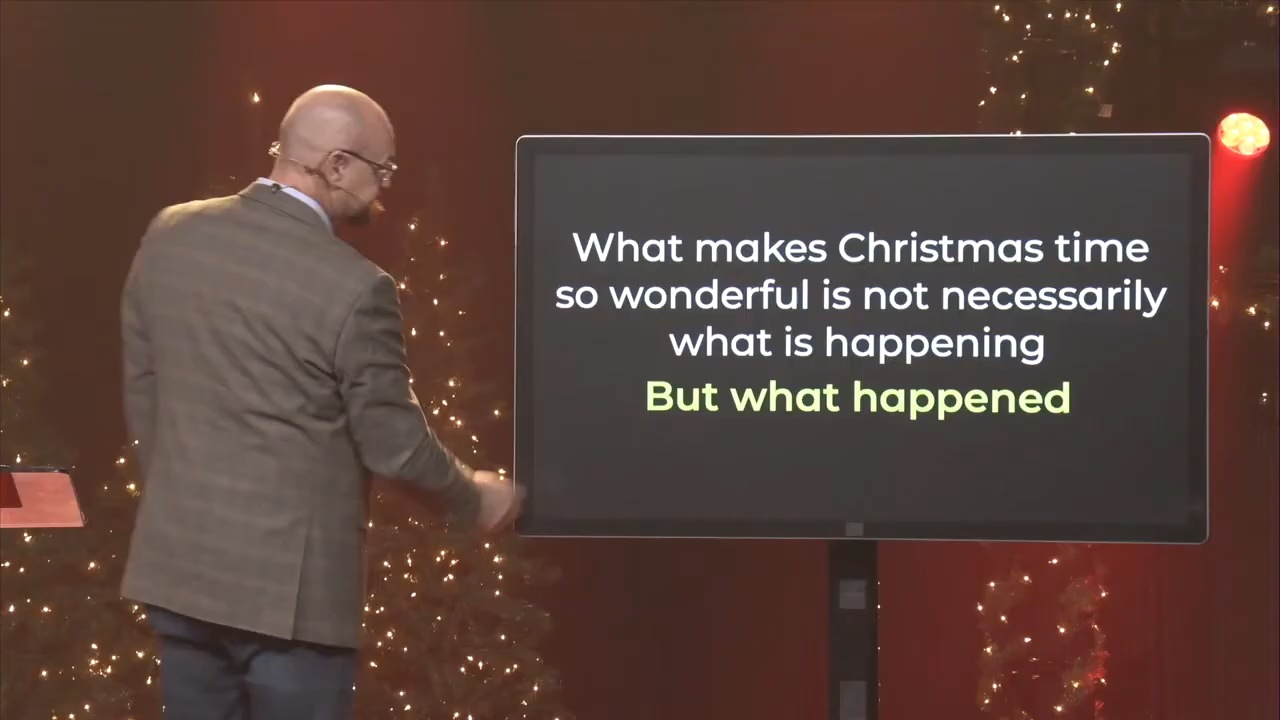 What makes Christmas time
so wonderful is not necessarily
what is happening
But what happened